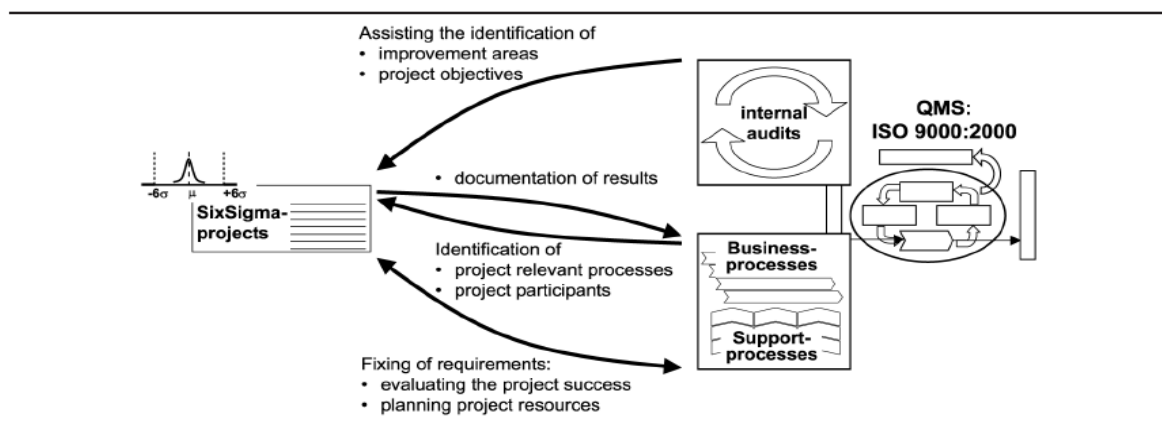 Assisting the identification of
• improvement areas
• project objectives
internal
audits
QMS:
ISO 9000:2000
-6σ μ +6σ
SixSigma-
projects
• documentation of results
Identification of
• project relevant processes
• project participants
Business-
processes
Support-
processes
Fixing of requirements:
• evaluating the project success
• planning project resources